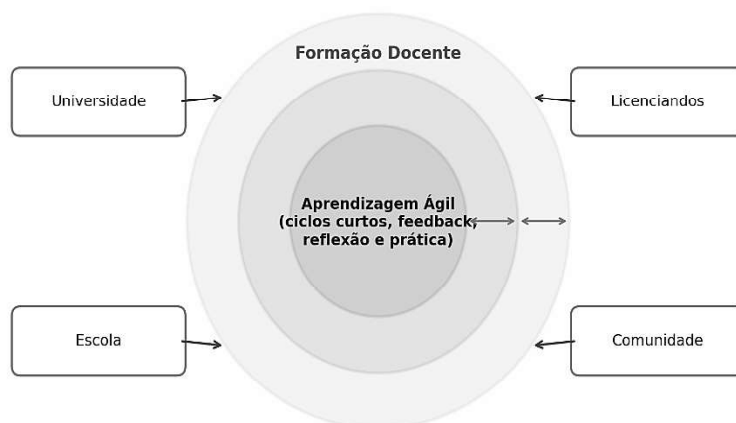 Formação Docente
Universidade
Licenciandos
Aprendizagem Ágil
(ciclos curtos, feedback,
reflexão e prática)
Escola
Comunidade